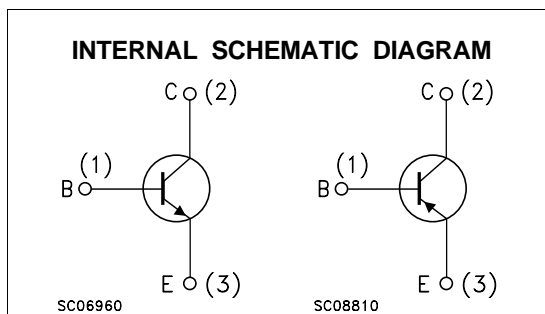 INTERNAL SCHEMATIC DIAGRAM
C (2)
(1)
B
E (3)
SC06960
C (2)
(1)
B
E (3)
SC08810